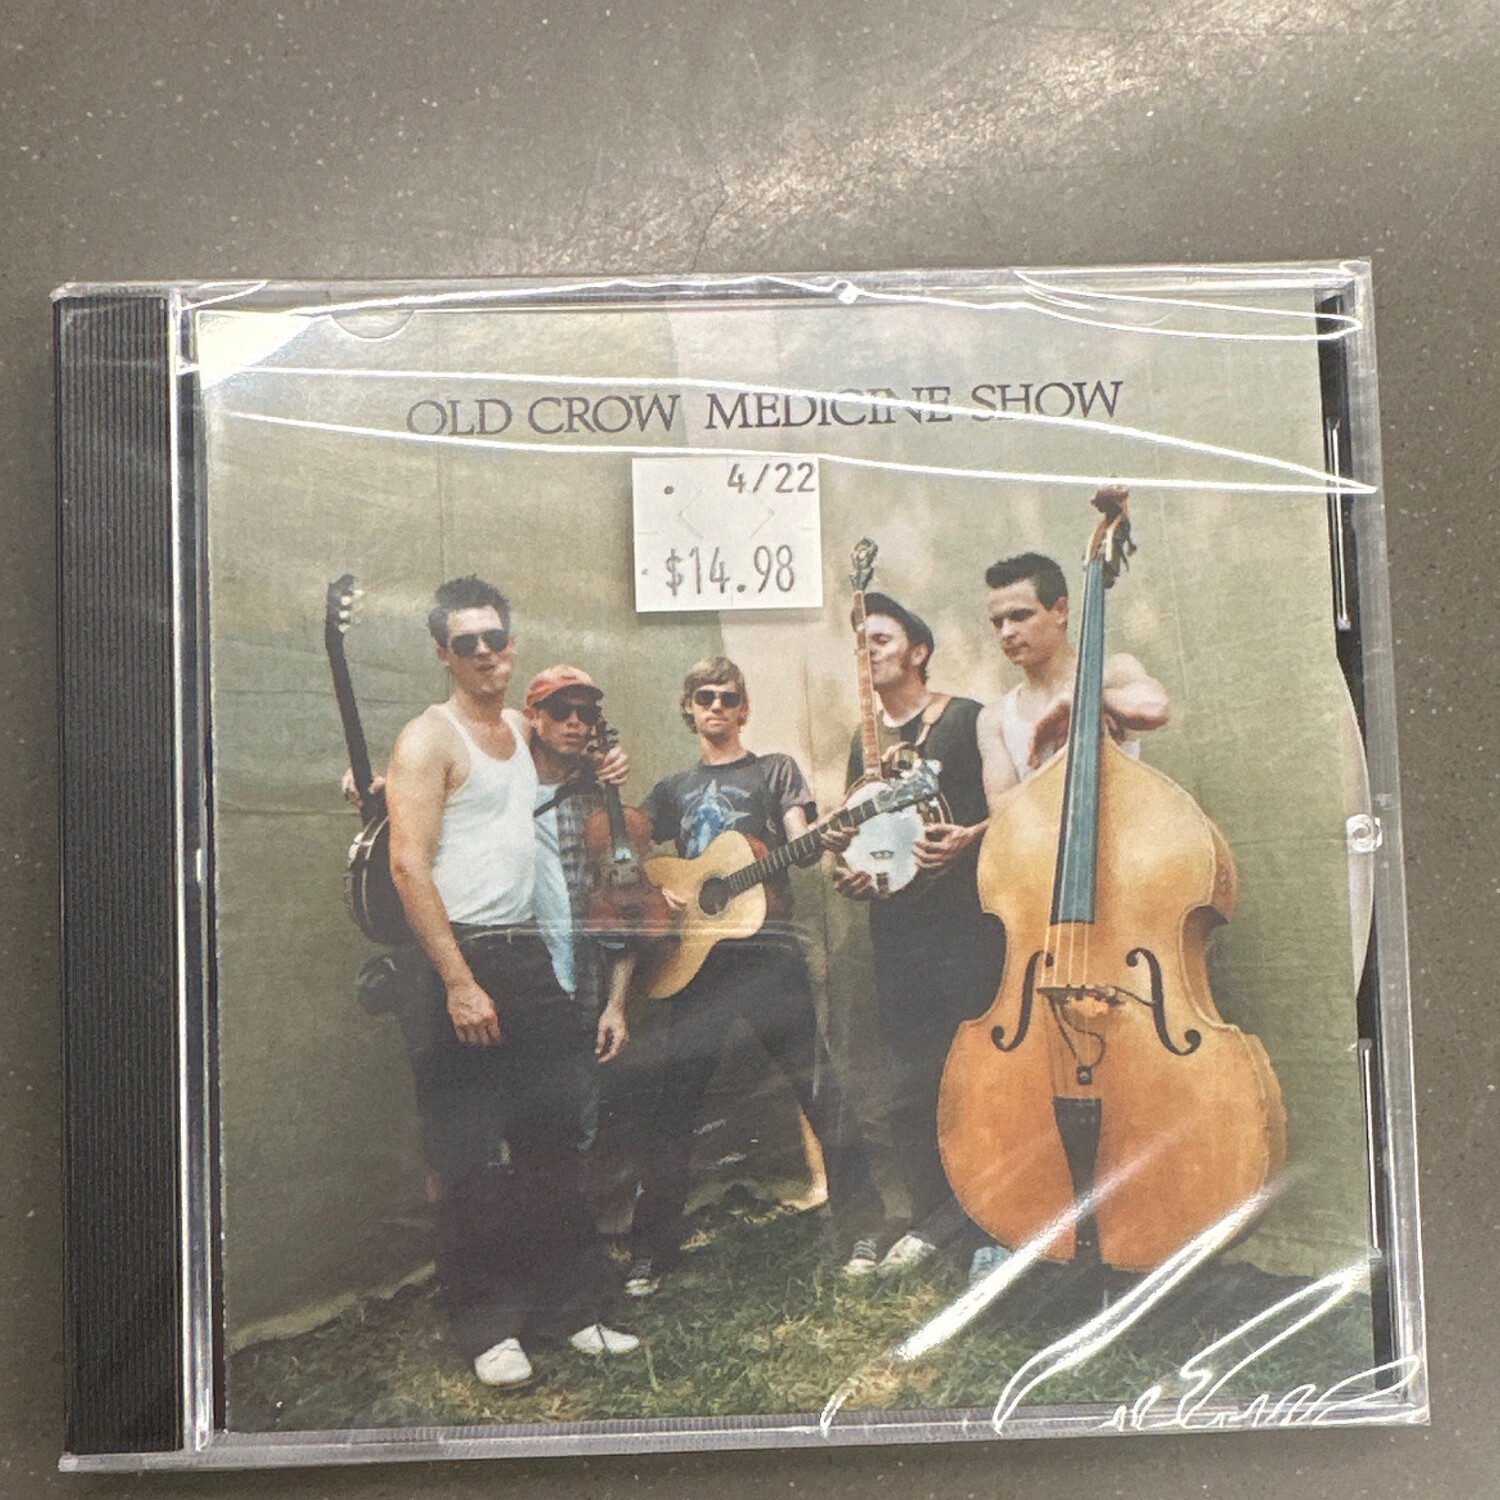 OLD CROW MEDICINE SHOW
4/22
$14.98